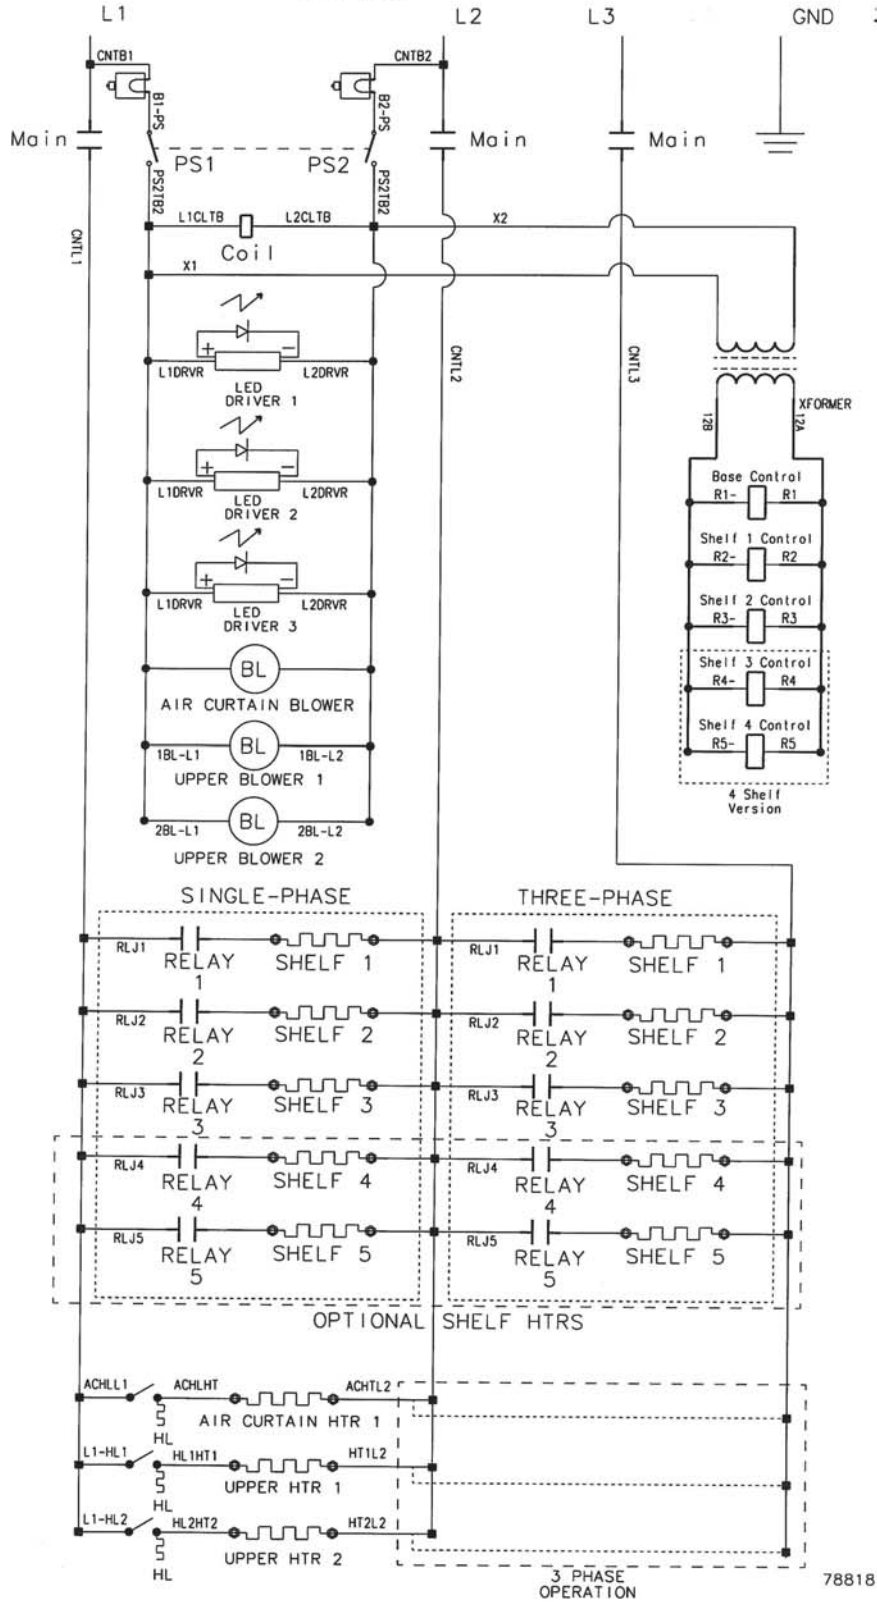 L1
L2
L3
GND
CNTB1
CNTB2
B1-PS
B2-PS
Main
PS1
PS2
Main
Main
PS2TB2
PS2TB2
L1CLTB
L2CLTB
X2
Coil
CNTL1
X1
CNTL2
CNTL3
+
−
L1DRVR
L2DRVR
LED
DRIVER 1
XFORMER
12B
12A
+
−
L1DRVR
L2DRVR
LED
DRIVER 2
Base Control
R1-
R1
Shelf 1 Control
R2-
R2
+
−
L1DRVR
L2DRVR
LED
DRIVER 3
Shelf 2 Control
R3-
R3
Shelf 3 Control
R4-
R4
BL
AIR CURTAIN BLOWER
Shelf 4 Control
R5-
R5
1BL-L1
BL
1BL-L2
UPPER BLOWER 1
4 Shelf
Version
2BL-L1
BL
2BL-L2
UPPER BLOWER 2
SINGLE-PHASE
THREE-PHASE
RLJ1
RELAY
1
SHELF 1
RLJ1
RELAY
1
SHELF 1
RLJ2
RELAY
2
SHELF 2
RLJ2
RELAY
2
SHELF 2
RLJ3
RELAY
3
SHELF 3
RLJ3
RELAY
3
SHELF 3
RLJ4
RELAY
4
SHELF 4
RLJ4
RELAY
4
SHELF 4
RLJ5
RELAY
5
SHELF 5
RLJ5
RELAY
5
SHELF 5
OPTIONAL SHELF HTRS
ACHLL1
ACHLHT
ACHTL2
HL
AIR CURTAIN HTR 1
L1-HL1
HL1HT1
HT1L2
HL
UPPER HTR 1
L1-HL2
HL2HT2
HT2L2
HL
UPPER HTR 2
3 PHASE
OPERATION
78818